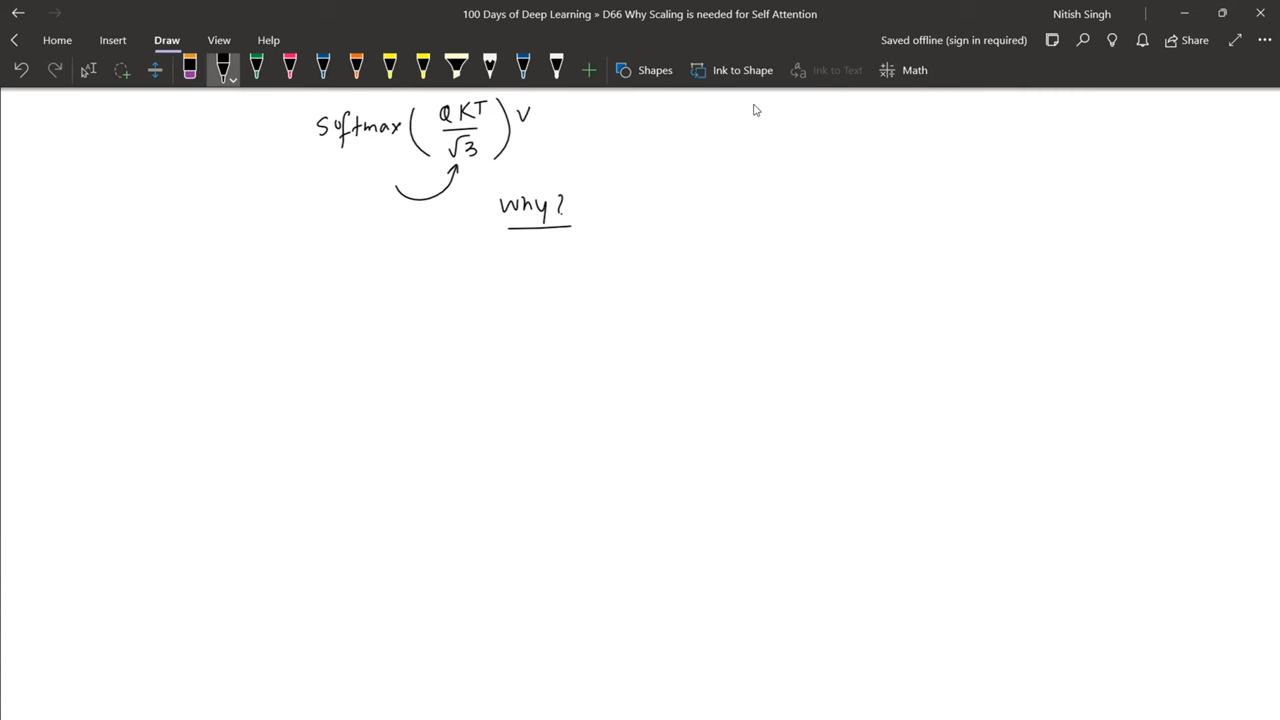 100 Days of Deep Learning » D66 Why Scaling is needed for Self Attention
Nitish Singh
Home Insert Draw View Help
Saved offline (sign in required)
Share
Shapes Ink to Shape Ink to Text Math
Softmax ( QKT / √3 ) V
Why?